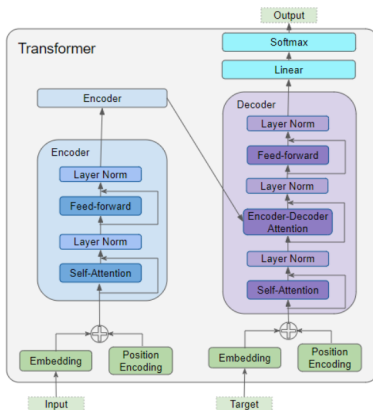 Output
Transformer
Softmax
Linear
Encoder
Decoder
Layer Norm
Feed-forward
Layer Norm
Encoder-Decoder
Attention
Layer Norm
Self-Attention
Encoder
Layer Norm
Feed-forward
Layer Norm
Self-Attention
Embedding
Position
Encoding
Embedding
Position
Encoding
Input
Target